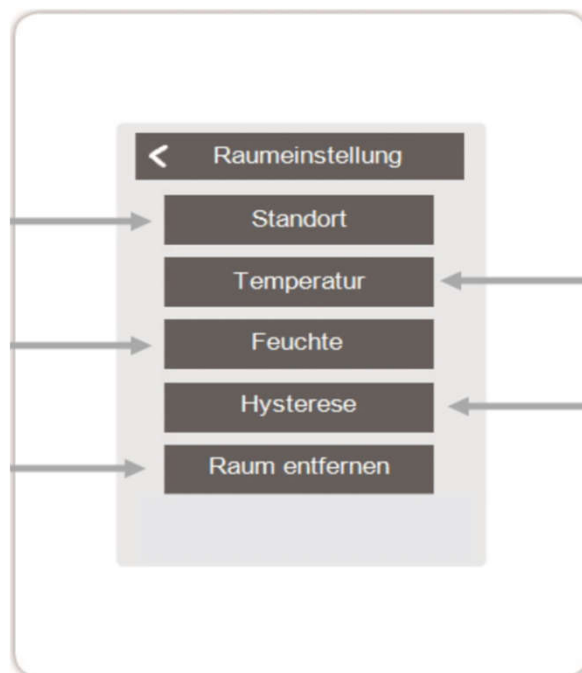 Raumeinstellung
Standort
Temperatur
Feuchte
Hysterese
Raum entfernen